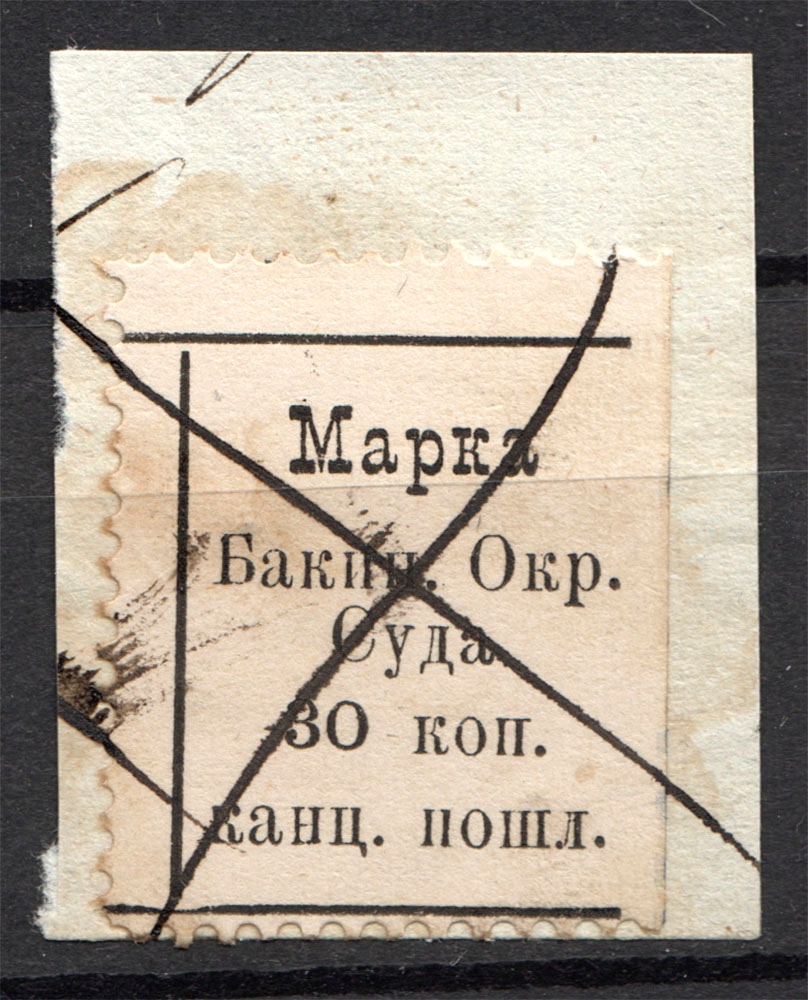 Марка
Бакин. Окр.
Суда
30 коп.
канц. пошл.